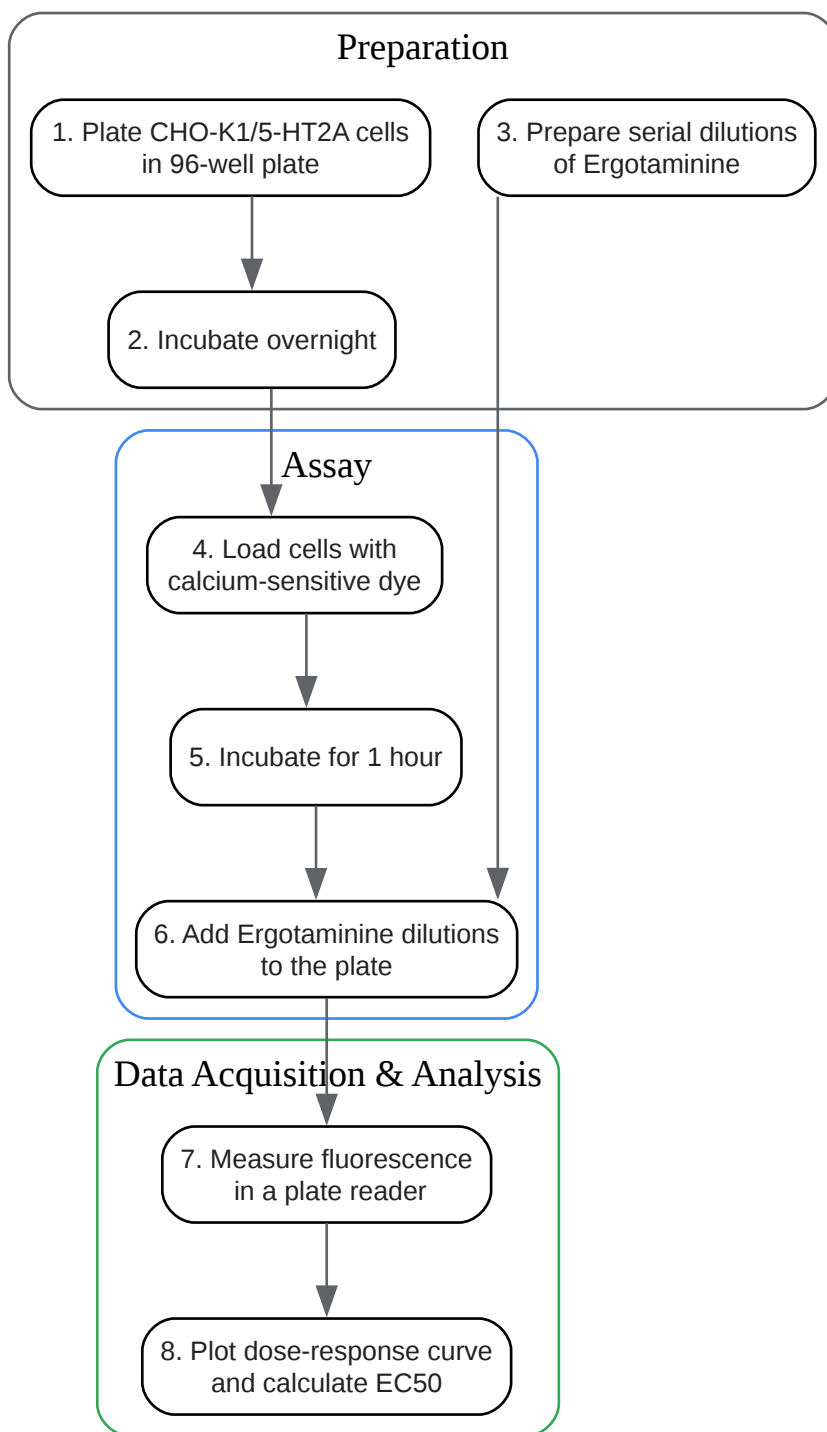 Preparation
1. Plate CHO-K1/5-HT2A cells
in 96-well plate
3. Prepare serial dilutions
of Ergotaminine
2. Incubate overnight
Assay
4. Load cells with
calcium-sensitive dye
5. Incubate for 1 hour
6. Add Ergotaminine dilutions
to the plate
Data Acquisition & Analysis
7. Measure fluorescence
in a plate reader
8. Plot dose-response curve
and calculate EC50